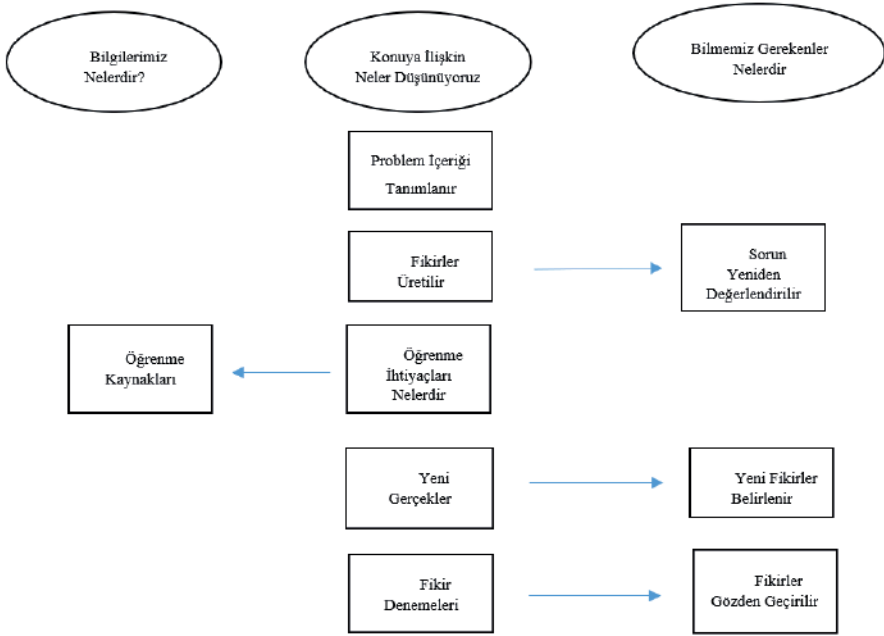 Bilgilerimiz
Nelerdir?
Konuya İlişkin
Neler Düşünüyoruz
Bilmemiz Gerekenler
Nelerdir
Problem İçeriği
Tanımlanır
Fikirler
Üretilir
Sorun
Yeniden
Değerlendirilir
Öğrenme
Kaynakları
Öğrenme
İhtiyaçları
Nelerdir
Yeni
Gerçekler
Yeni Fikirler
Belirlenir
Fikir
Denemeleri
Fikirler
Gözden Geçirilir